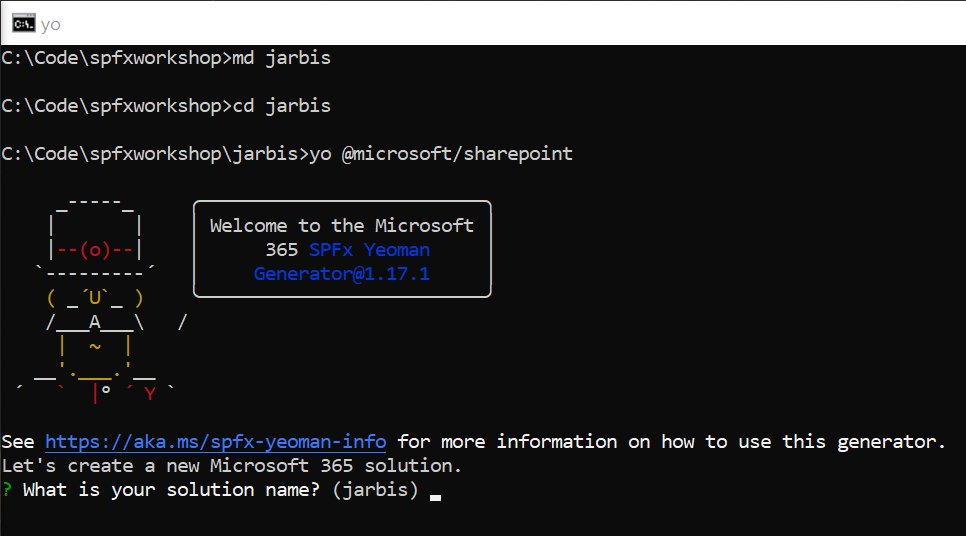 yo
C:\Code\spfxworkshop>md jarbis
C:\Code\spfxworkshop>cd jarbis
C:\Code\spfxworkshop\jarbis>yo @microsoft/sharepoint
Welcome to the Microsoft
365 SPFx Yeoman
Generator@1.17.1
See https://aka.ms/spfx-yeoman-info for more information on how to use this generator.
Let's create a new Microsoft 365 solution.
? What is your solution name? (jarbis)